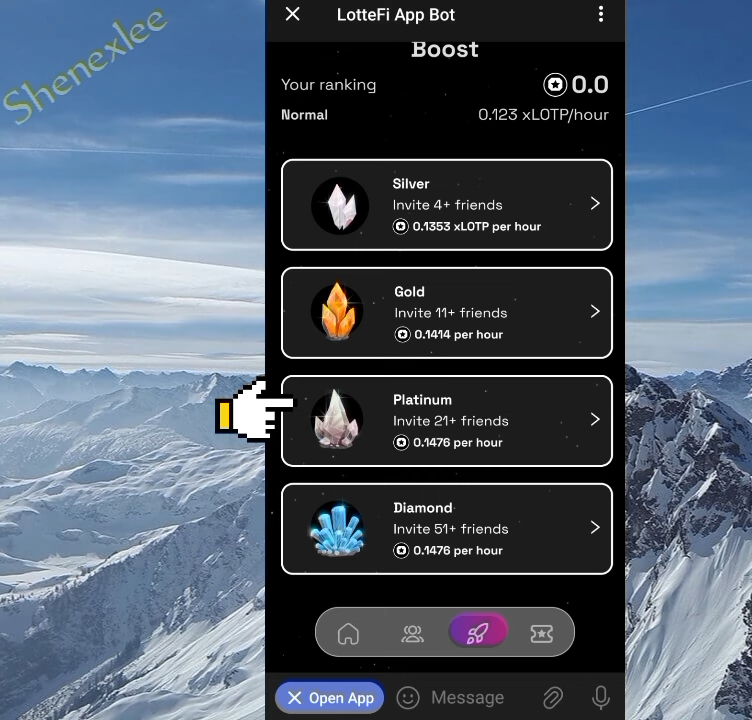 Shenexlee
LotteFi App Bot
Boost
Your ranking
0.0
Normal
0.123 xLOTP/hour
Silver
Invite 4+ friends
0.1353 xLOTP per hour
Gold
Invite 11+ friends
0.1414 per hour
Platinum
Invite 21+ friends
0.1476 per hour
Diamond
Invite 51+ friends
0.1476 per hour
Open App
Message